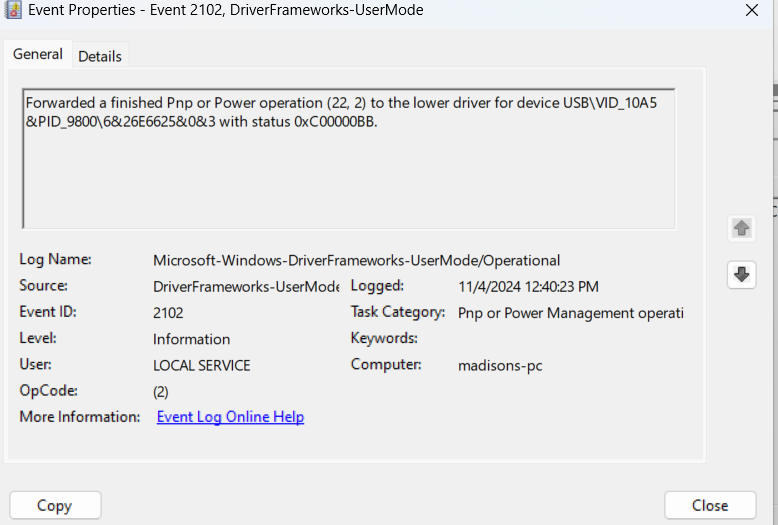 Event Properties - Event 2102, DriverFrameworks-UserMode
General Details
Forwarded a finished Pnp or Power operation (22, 2) to the lower driver for device USB\VID_10A5
&PID_9800\6&26E6625&0&3 with status 0xC00000BB.
Log Name: Microsoft-Windows-DriverFrameworks-UserMode/Operational
Source: DriverFrameworks-UserMode Logged: 11/4/2024 12:40:23 PM
Event ID: 2102 Task Category: Pnp or Power Management operati
Level: Information Keywords:
User: LOCAL SERVICE Computer: madisons-pc
OpCode: (2)
More Information: Event Log Online Help
Copy Close